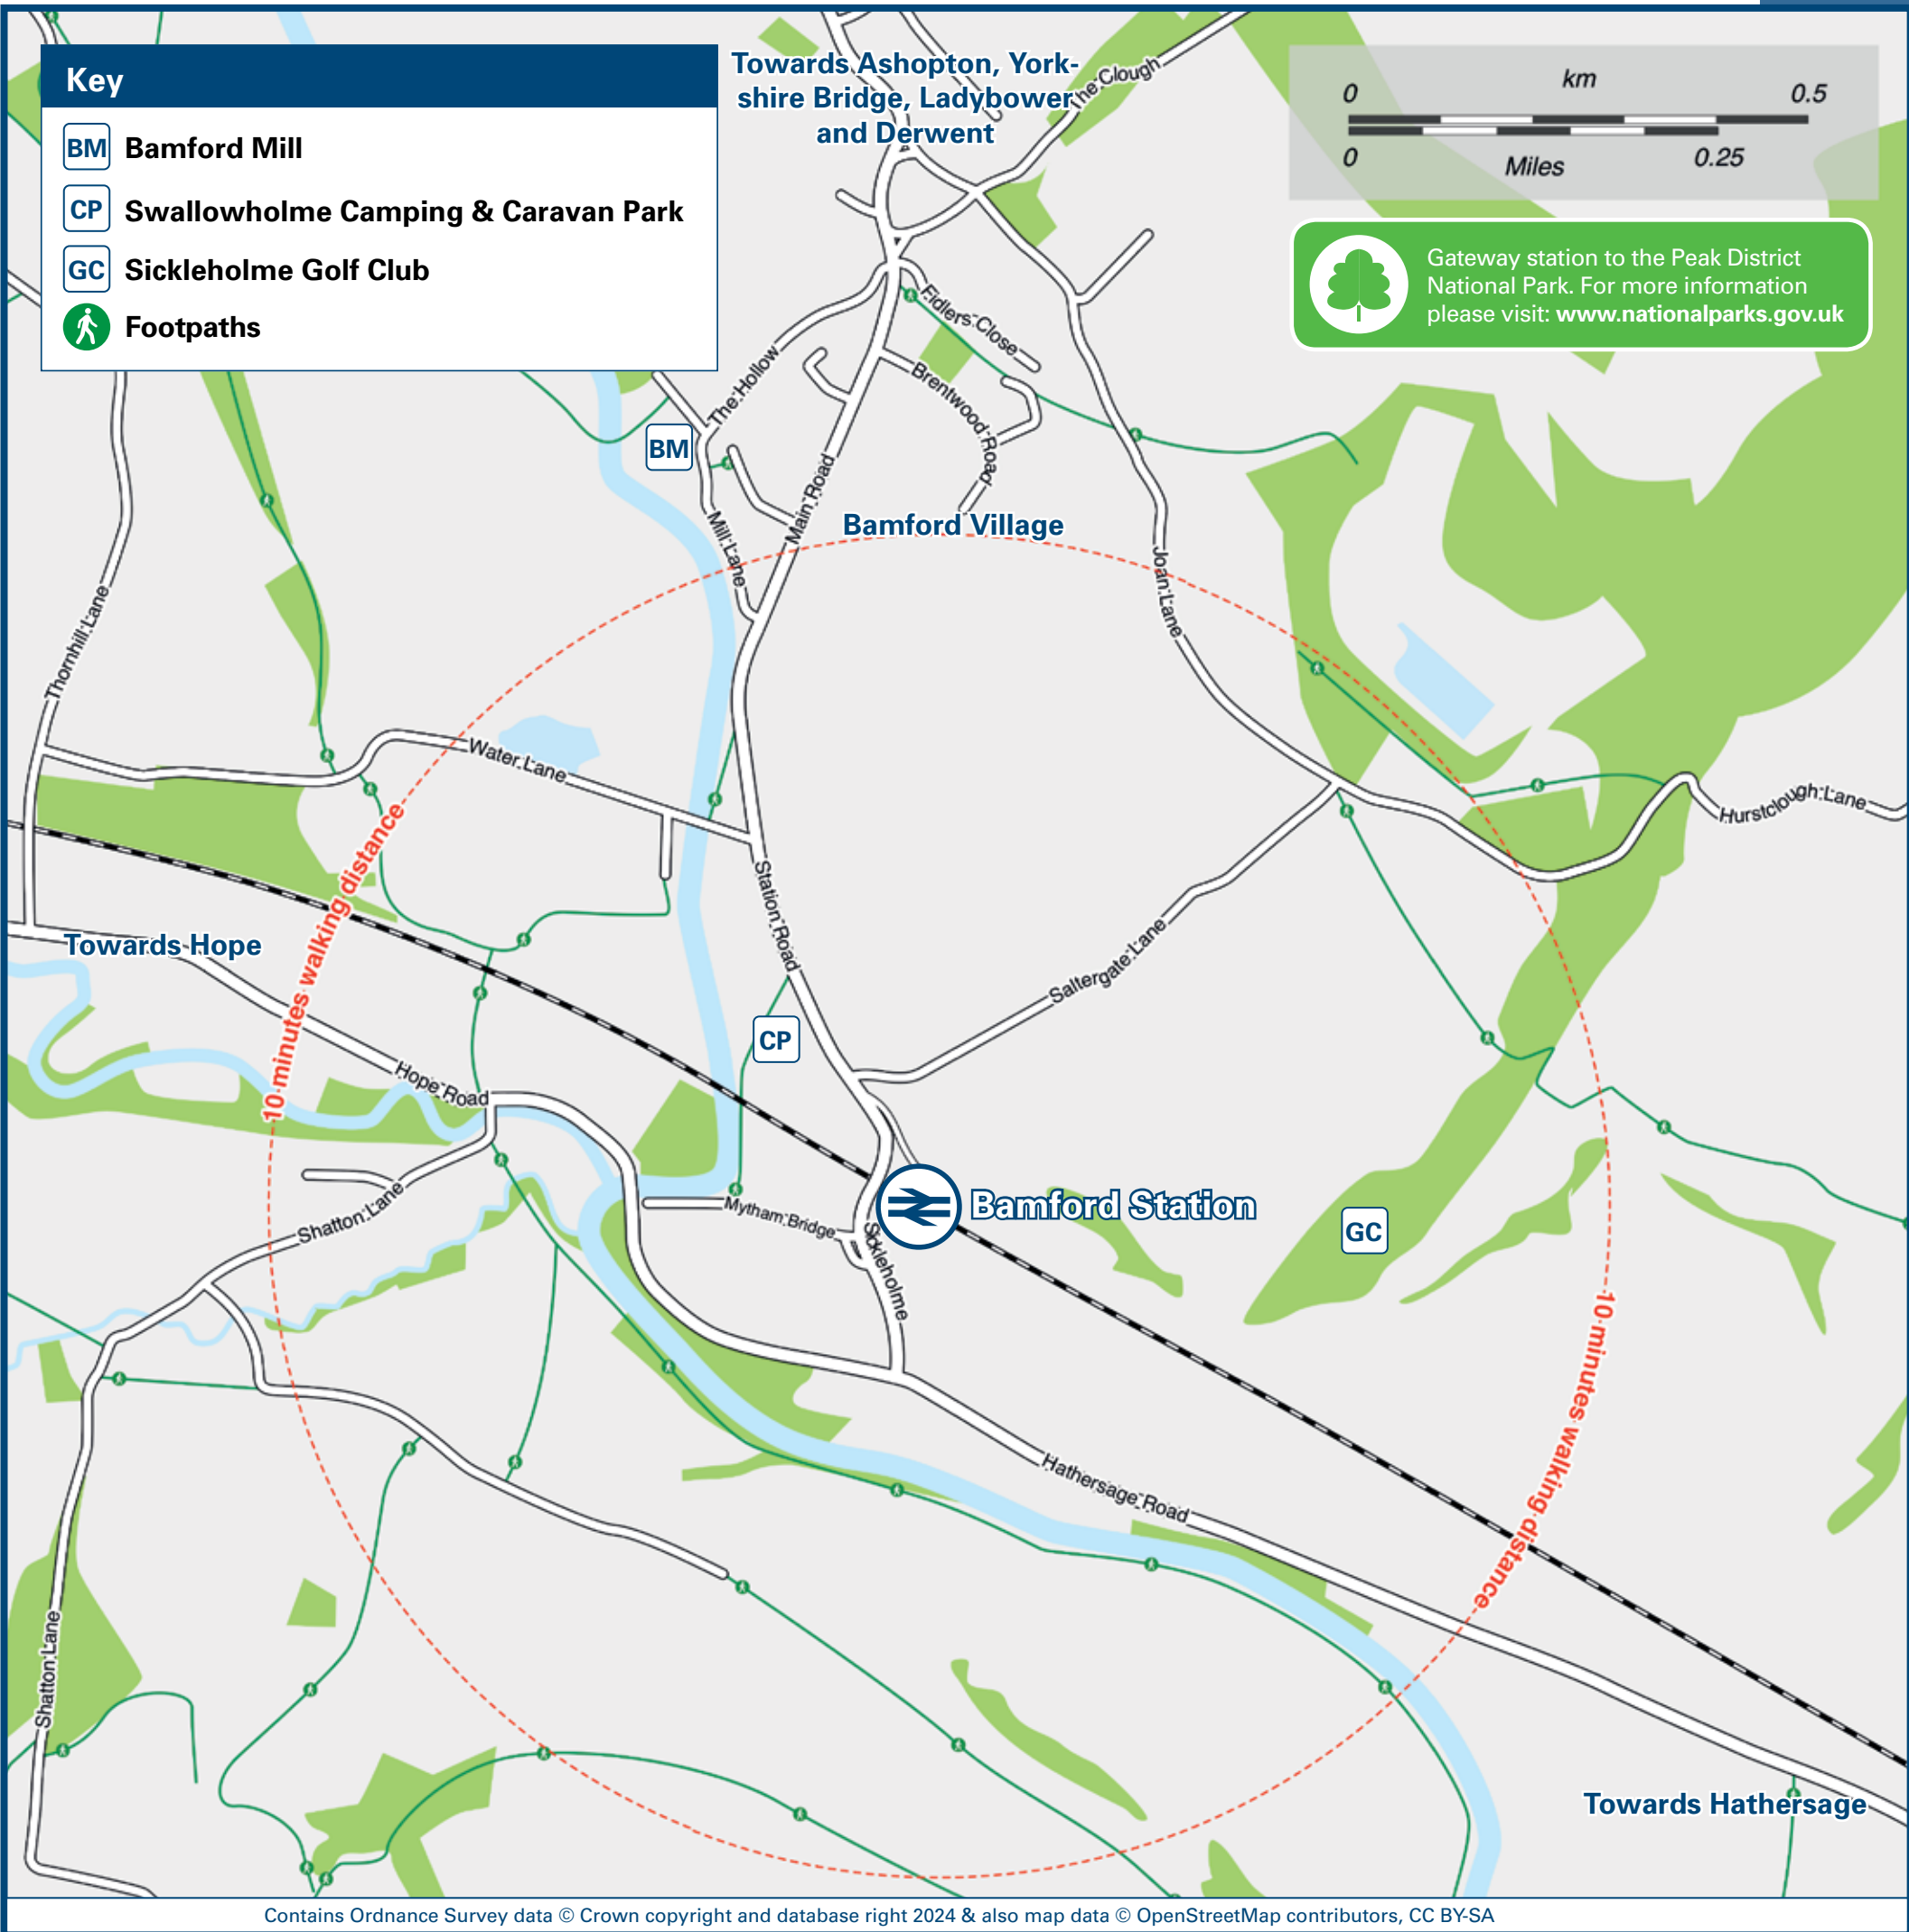 Key
BM Bamford Mill
CP Swallowholme Camping & Caravan Park
GC Sickleholme Golf Club
Footpaths
Towards Ashopton, York-
shire Bridge, Ladybower
and Derwent
The Clough
0 km 0.5
0 Miles 0.25
Gateway station to the Peak District
National Park. For more information
please visit: www.nationalparks.gov.uk
Fidlers Close
The Hollow
Brentwood Road
BM
Main Road
Mill Lane
Bamford Village
Joan Lane
Thornhill Lane
Water Lane
Hurstclough Lane
10 minutes walking distance
Station Road
Towards Hope
Saltergate Lane
CP
Hope Road
Bamford Station
Mytham Bridge
Shatton Lane
Sickleholme
GC
10 minutes walking distance
Hathersage Road
Shatton Lane
Towards Hathersage
Contains Ordnance Survey data © Crown copyright and database right 2024 & also map data © OpenStreetMap contributors, CC BY-SA